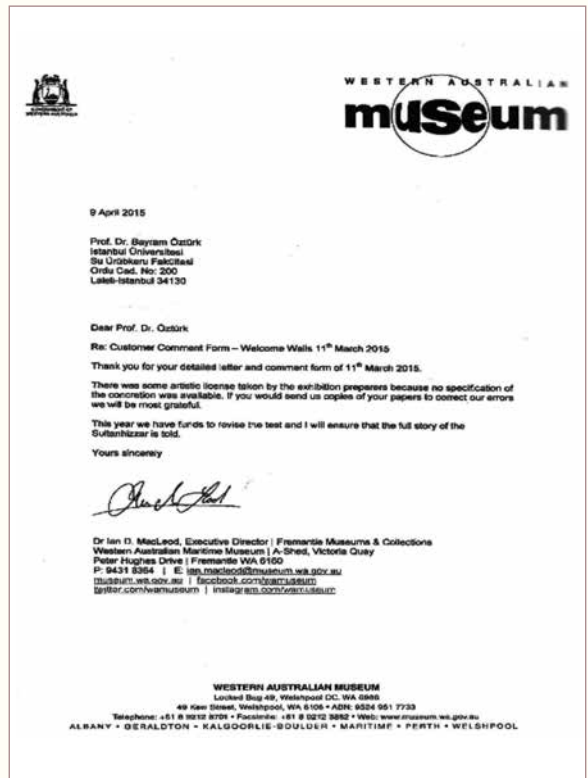 GOVERNMENT OF
WESTERN AUSTRALIA
WESTERN AUSTRALIAN
museum
9 April 2015
Prof. Dr. Bayram Öztürk
Istanbul Üniversitesi
Su Ürübkeru Fakültesi
Ordu Cad. No: 200
Laleli-Istanbul 34130
Dear Prof. Dr. Öztürk
Re: Customer Comment Form – Welcome Walls 11th March 2015
Thank you for your detailed letter and comment form of 11th March 2015.
There was some artistic license taken by the exhibition preparers because no specification of
the concretion was available. If you would send us copies of your papers to correct our errors
we will be most grateful.
This year we have funds to revise the test and I will ensure that the full story of the
Sultanhizzar is told.
Yours sincerely
Dr Ian D. MacLeod, Executive Director | Fremantle Museums & Collections
Western Australian Maritime Museum | A-Shed, Victoria Quay
Peter Hughes Drive | Fremantle WA 6160
P: 9431 8364 | E: ian.macleod@museum.wa.gov.au
museum.wa.gov.au | facebook.com/wamuseum
twitter.com/wamuseum | instagram.com/wamuseum
WESTERN AUSTRALIAN MUSEUM
Locked Bag 49, Welshpool DC, WA 6986
49 Kew Street, Welshpool, WA 6106 • ABN: 9524 951 7733
Telephone: +61 8 9212 3701 • Facsimile: +61 8 9212 3882 • Web: www.museum.wa.gov.au
ALBANY • GERALDTON • KALGOORLIE-BOULDER • MARITIME • PERTH • WELSHPOOL